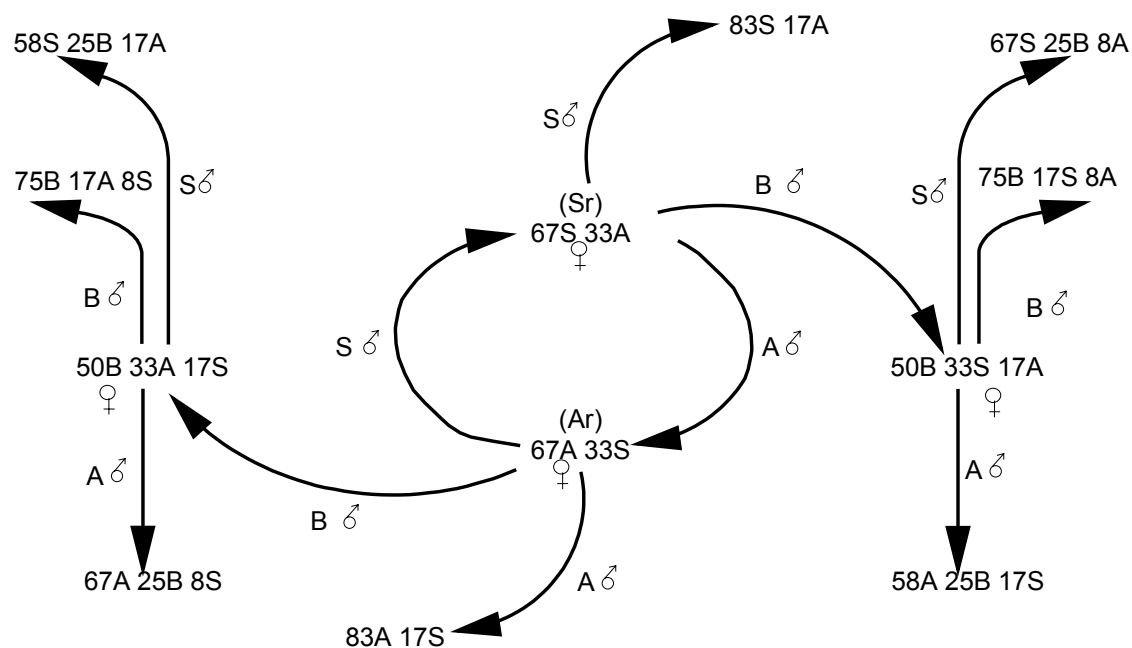 83S 17A
58S 25B 17A
67S 25B 8A
S♂
75B 17A 8S
S♂
B ♂
75B 17S 8A
S♂
(Sr)
67S 33A
♀
B ♂
B ♂
S ♂
A♂
50B 33A 17S
♀
50B 33S 17A
♀
(Ar)
67A 33S
♀
A♂
A♂
B ♂
67A 25B 8S
A♂
58A 25B 17S
83A 17S